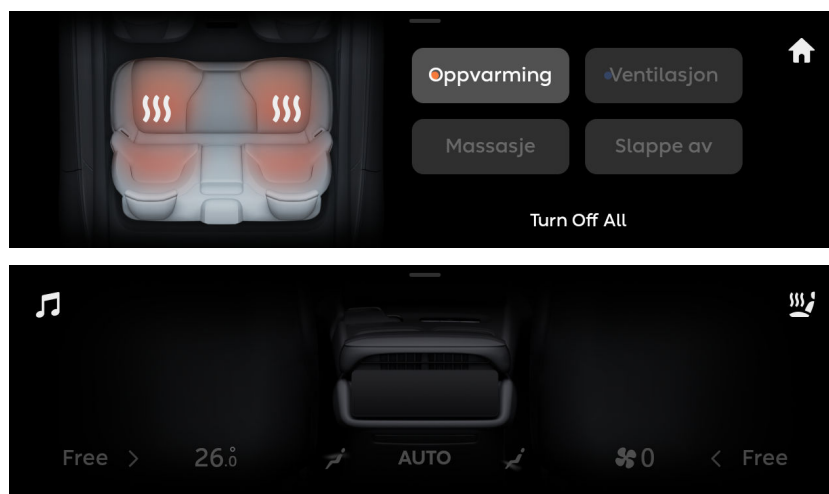 Oppvarming Ventilasjon
Massasje Slappe av
Turn Off All
Free > 26.0° AUTO 0 < Free